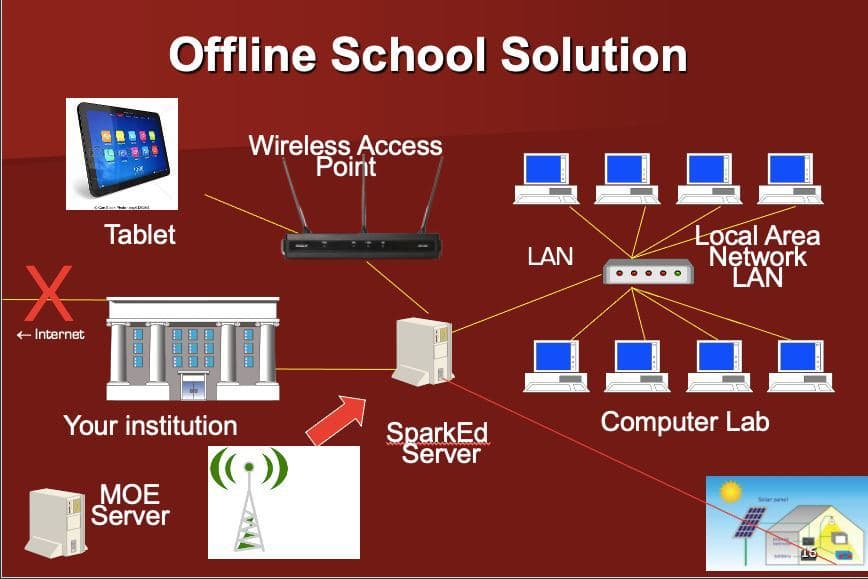 Offline School Solution
Wireless Access
Point
Tablet
LAN
Local Area
Network
LAN
← Internet
Your institution
SparkEd
Server
Computer Lab
MOE
Server
Solar panel
15